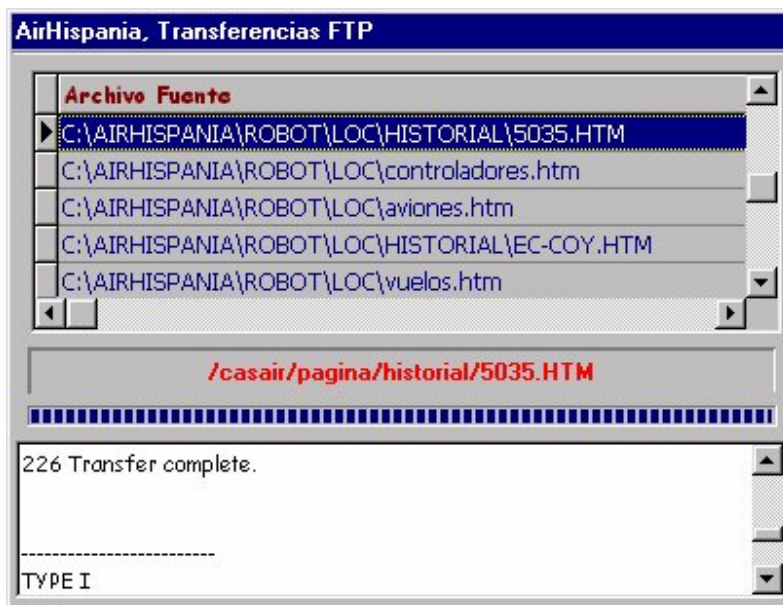 AirHispania, Transferencias FTP
Archivo Fuente
C:\AIRHISPANIA\ROBOT\LOC\HISTORIAL\5035.HTM
C:\AIRHISPANIA\ROBOT\LOC\controladores.htm
C:\AIRHISPANIA\ROBOT\LOC\aviones.htm
C:\AIRHISPANIA\ROBOT\LOC\HISTORIAL\EC-COY.HTM
C:\AIRHISPANIA\ROBOT\LOC\vuelos.htm
/casair/pagina/historial/5035.HTM
226 Transfer complete.
-------------------------
TYPE I